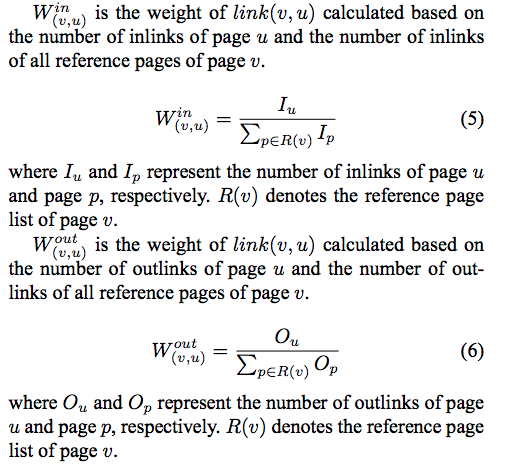 W^{in}_{(v,u)} is the weight of link(v, u) calculated based on
the number of inlinks of page u and the number of inlinks
of all reference pages of page v.
W^{in}_{(v,u)} = \frac{I_u}{\sum_{p \in R(v)} I_p} (5)
where I_u and I_p represent the number of inlinks of page u
and page p, respectively. R(v) denotes the reference page
list of page v.
W^{out}_{(v,u)} is the weight of link(v, u) calculated based on
the number of outlinks of page u and the number of out-
links of all reference pages of page v.
W^{out}_{(v,u)} = \frac{O_u}{\sum_{p \in R(v)} O_p} (6)
where O_u and O_p represent the number of outlinks of page
u and page p, respectively. R(v) denotes the reference page
list of page v.